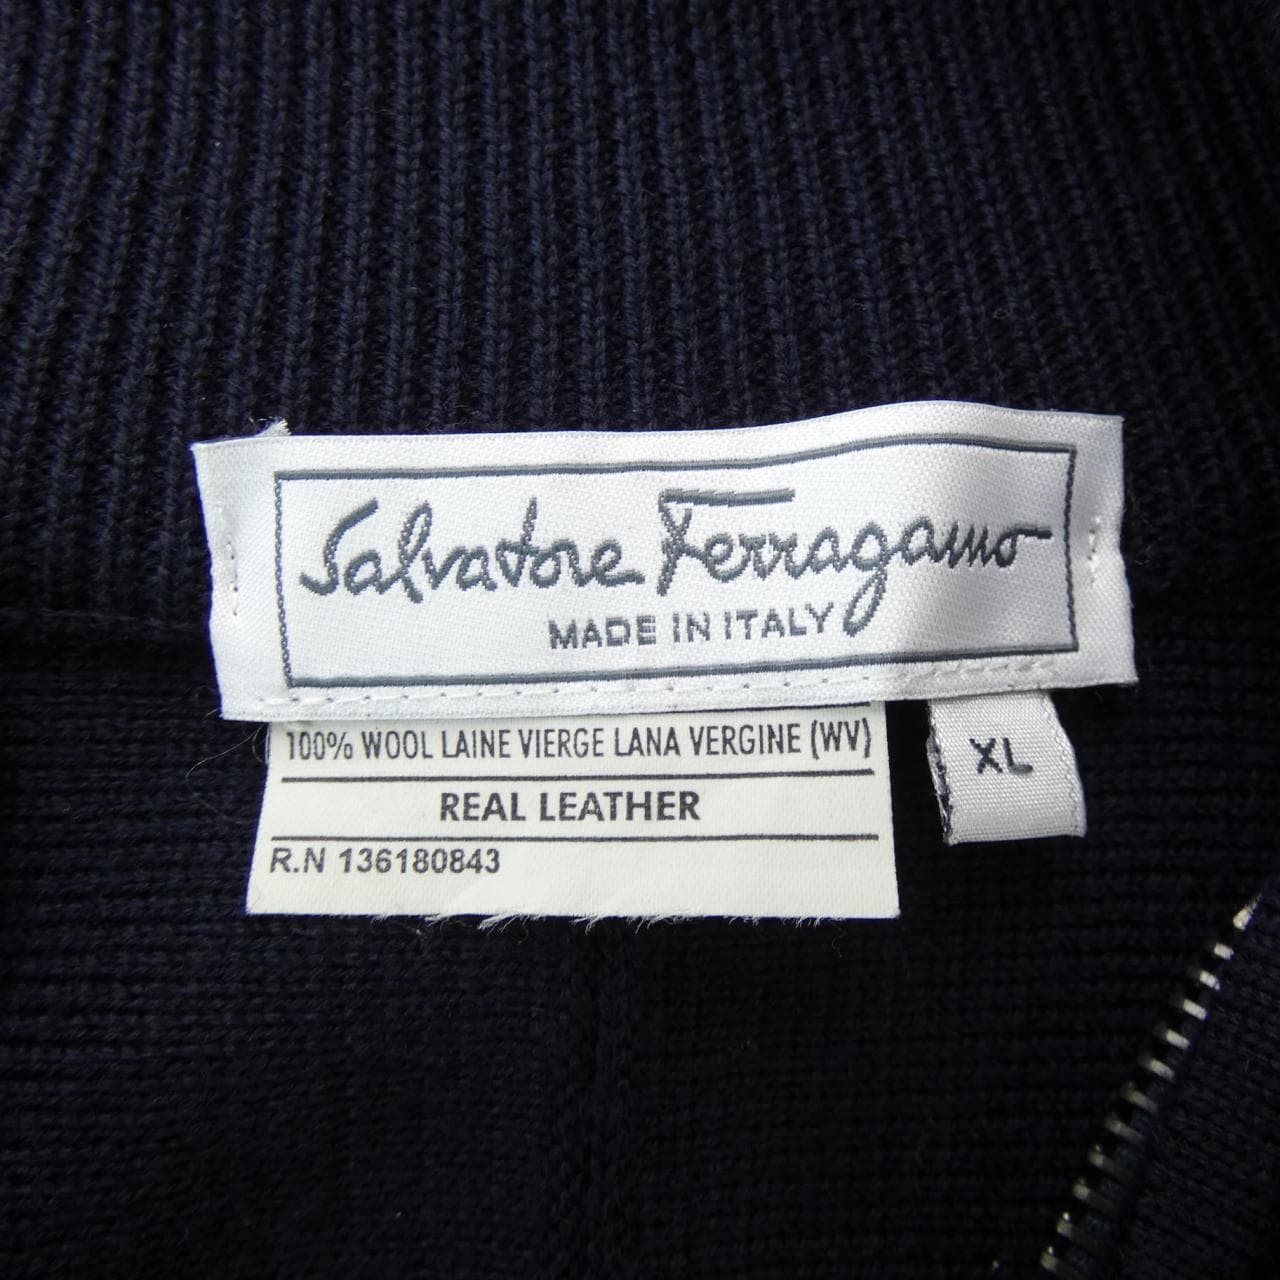 Salvatore Ferragamo
MADE IN ITALY
100% WOOL LAINE VIERGE LANA VERGINE (WV)
XL
REAL LEATHER
R.N 136180843